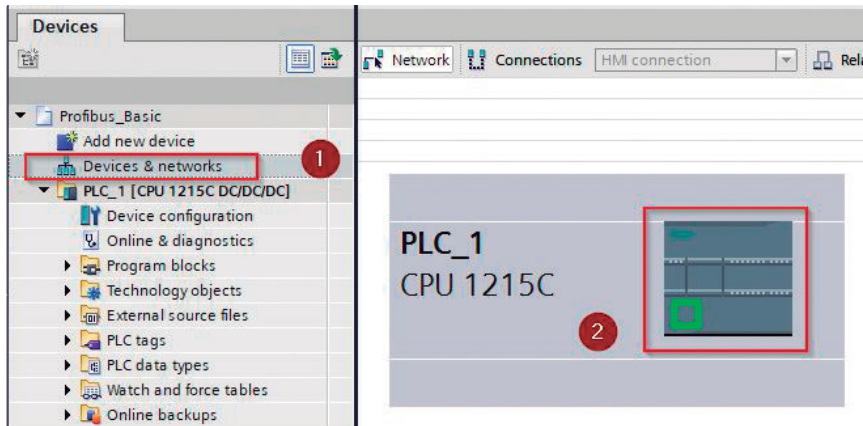 Devices
Network Connections HMI connection Rel
Profibus_Basic
Add new device
Devices & networks
1
PLC_1 [CPU 1215C DC/DC/DC]
Device configuration
Online & diagnostics
Program blocks
Technology objects
External source files
PLC tags
PLC data types
Watch and force tables
Online backups
PLC_1
CPU 1215C
2